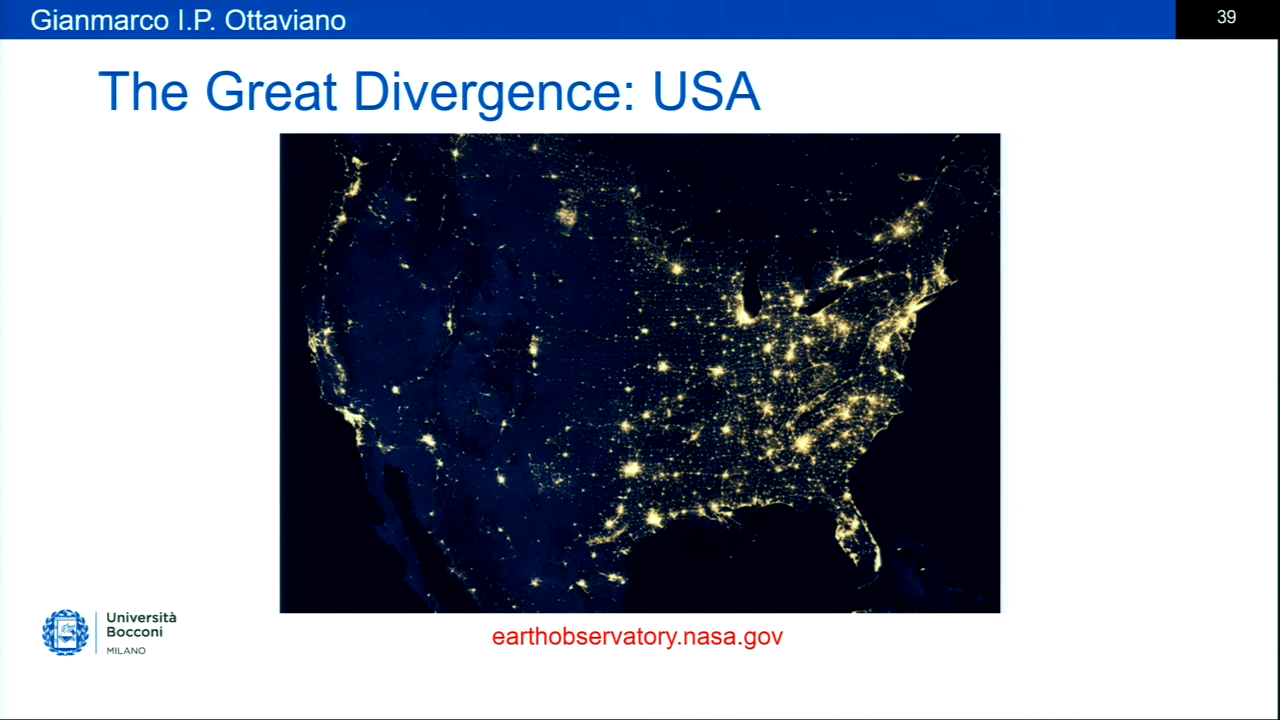 Gianmarco I.P. Ottaviano
39
The Great Divergence: USA
Università
Bocconi
MILANO
earthobservatory.nasa.gov